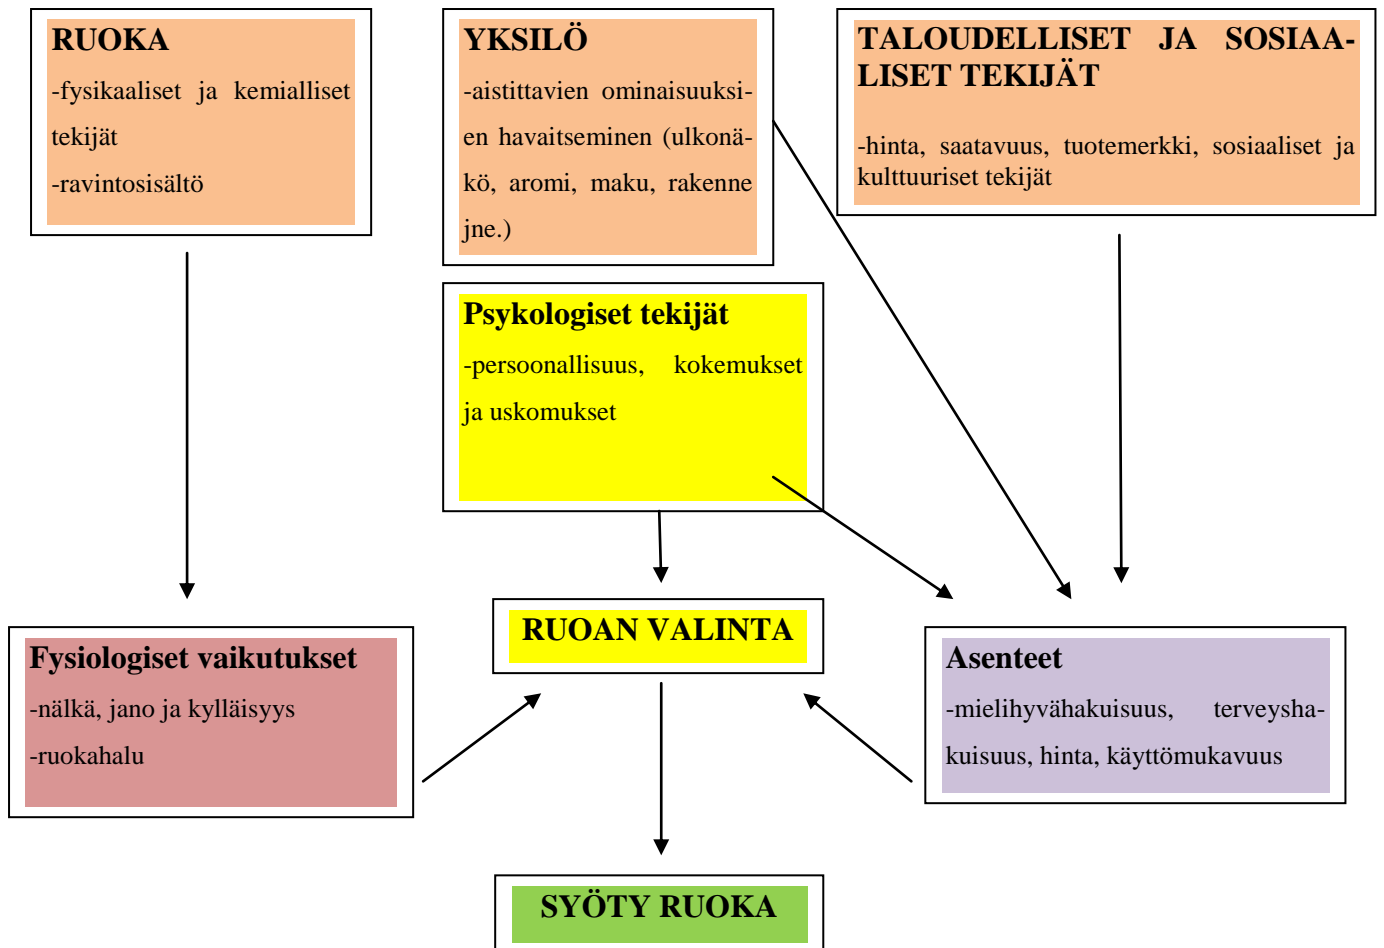 RUOKA
-fysikaaliset ja kemialliset
tekijät
-ravintosisältö
YKSILÖ
-aistittavien ominaisuuksi-
en havaitseminen (ulkonä-
kö, aromi, maku, rakenne
jne.)
TALOUDELLISET JA SOSIAA-
LISET TEKIJÄT
-hinta, saatavuus, tuotemerkki, sosiaaliset ja
kulttuuriset tekijät
Psykologiset tekijät
-persoonallisuus, kokemukset
ja uskomukset
Fysiologiset vaikutukset
-nälkä, jano ja kylläisyys
-ruokahalu
RUOAN VALINTA
Asenteet
-mielihyvähakuisuus, terveysha-
kuisuus, hinta, käyttömukavuus
SYÖTY RUOKA